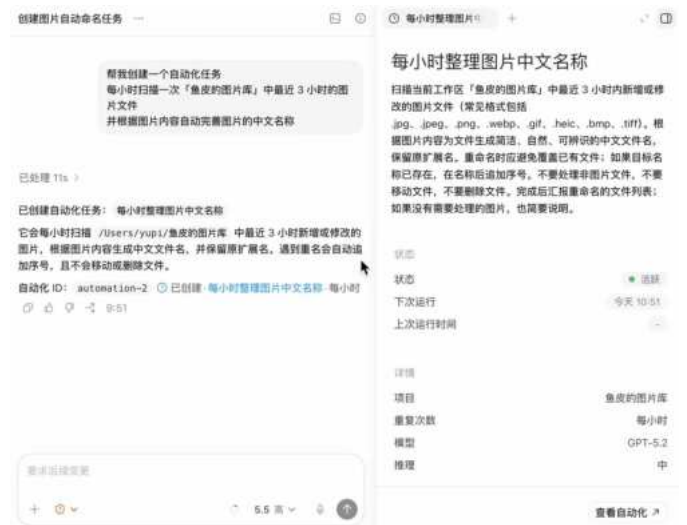 创建图片自动命名任务 ···
帮我创建一个自动化任务
每小时扫描一次「鱼皮的图片库」中最近 3 小时的图
片文件
并根据图片内容自动完善图片的中文名称
已处理 11s >
已创建自动化任务： 每小时整理图片中文名称
它会每小时扫描 /Users/yupi/鱼皮的图片库 中最近 3 小时新增或修改的
图片，根据图片内容生成中文文件名、并保留原扩展名，遇到重名会自动追
加序号，且不会移动或删除文件。
自动化 ID： automation-2 已创建·每小时整理图片中文名称·每小时
9:51
要求后续变更
5.5 高
每小时整理图片
每小时整理图片中文名称
扫描当前工作区「鱼皮的图片库」中最近 3 小时内新增或修
改的图片文件（常见格式包括
.jpg、.jpeg、.png、.webp、.gif、.heic、.bmp、.tiff），根
据图片内容为文件生成简洁、自然、可辨识的中文文件名，
保留原扩展名。重命名时应避免覆盖已有文件；如果目标名
称已存在，在名称后追加序号。不要处理非图片文件，不要
移动文件，不要删除文件。完成后汇报重命名的文件列表；
如果没有需要处理的图片，也简要说明。
状态
状态 活跃
下次运行 今天 10:51
上次运行时间 -
详情
项目 鱼皮的图片库
重复次数 每小时
模型 GPT-5.2
推理 中
查看自动化 ↗